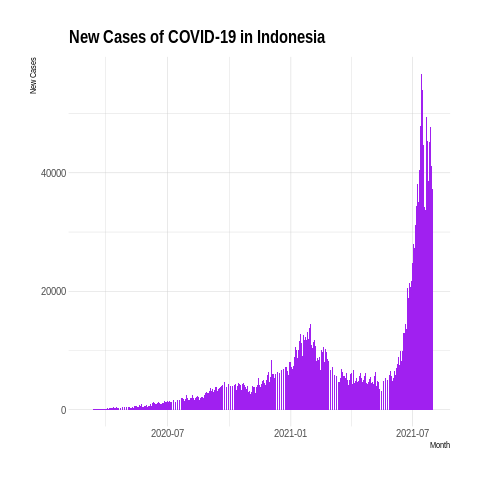 New Cases of COVID-19 in Indonesia
New Cases
40000
20000
0
2020-07
2021-01
2021-07
Month